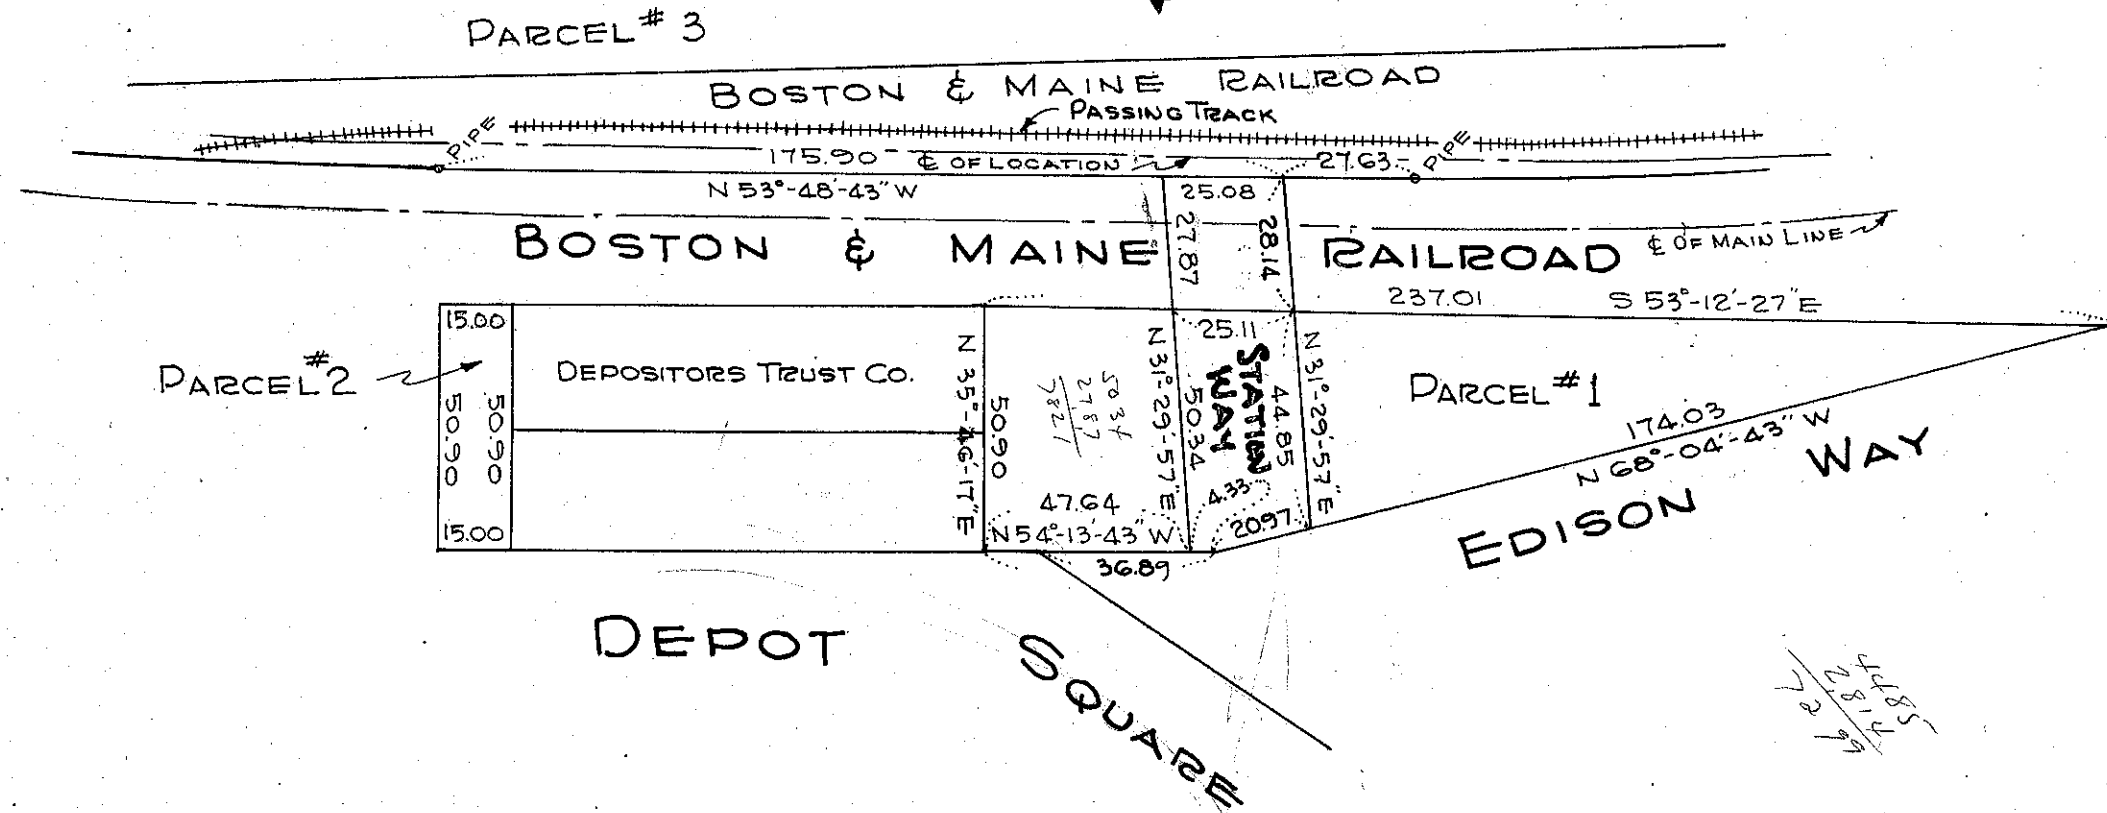 PARCEL # 3
BOSTON & MAINE RAILROAD
PASSING TRACK
PIPE
PIPE
175.90
℄ OF LOCATION
27.63
N 53°-48'-43" W
25.08
27.87
28.14
BOSTON & MAINE RAILROAD
℄ OF MAIN LINE
237.01
S 53°-12'-27" E
15.00
PARCEL #2
50.90
50.90
15.00
DEPOSITORS TRUST CO.
N 35°-46'-17" E
50.90
5034
2787
7821
N 31°-29'-57" E
50.34
25.11
STATION
WAY
44.85
N 31°-29'-57" E
PARCEL #1
174.03
N 68°-04'-43" W
EDISON WAY
47.64
4.33
20.97
N 54°-13'-43" W
36.89
DEPOT SQUARE